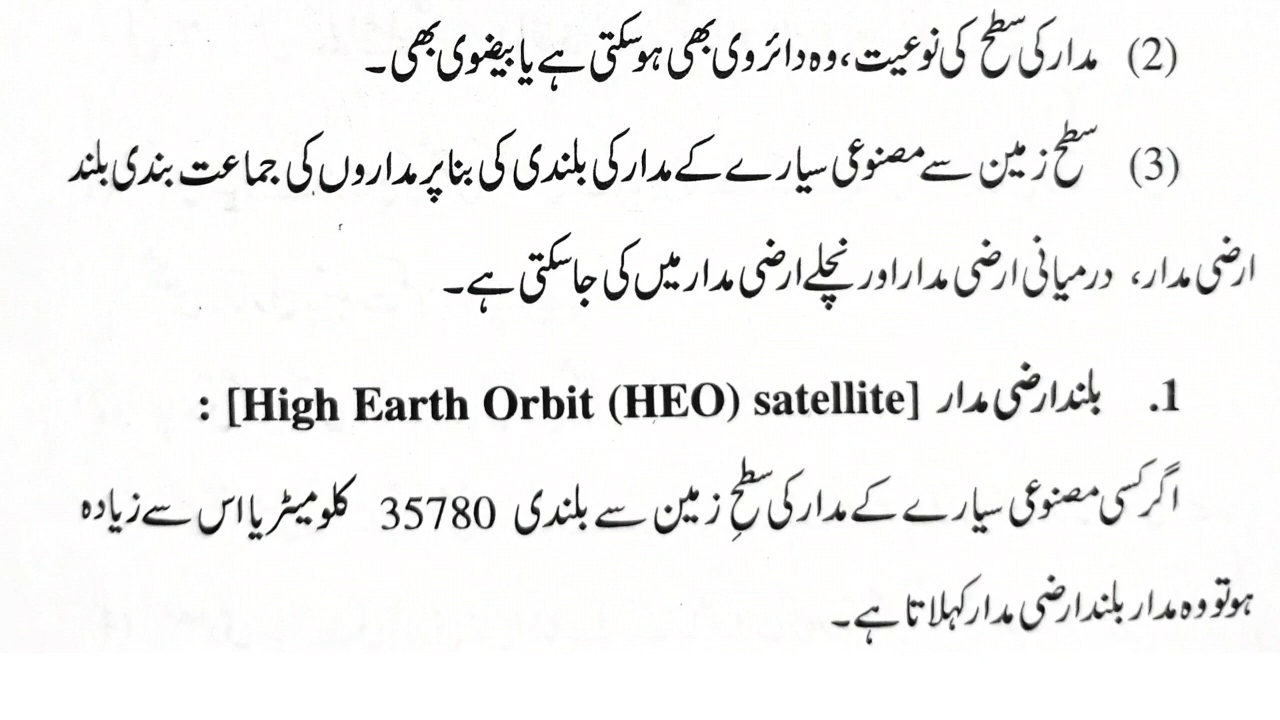 (2) مدار کی سطح کی نوعیت، وہ دائروی بھی ہوسکتی ہے یا بیضوی بھی۔
(3) سطح زمین سے مصنوعی سیارے کے مدار کی بلندی کی بنا پر مداروں کی جماعت بندی بلند
ارضی مدار، درمیانی ارضی مدار اور نچلے ارضی مدار میں کی جاسکتی ہے۔
1. بلند ارضی مدار [High Earth Orbit (HEO) satellite] :
اگر کسی مصنوعی سیارے کے مدار کی سطحِ زمین سے بلندی 35780 کلومیٹر یا اس سے زیادہ
ہو تو وہ مدار بلند ارضی مدار کہلاتا ہے۔